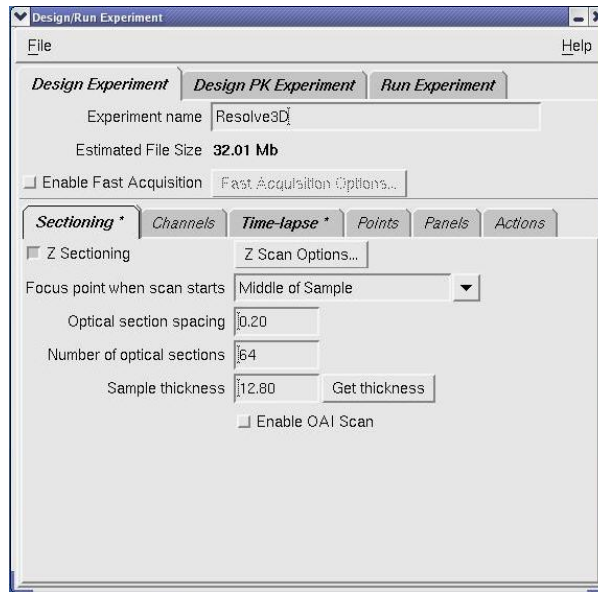 Design/Run Experiment
File Help
Design Experiment Design PK Experiment Run Experiment
Experiment name Resolve3D
Estimated File Size 32.01 Mb
Enable Fast Acquisition Fast Acquisition Options...
Sectioning * Channels Time-lapse * Points Panels Actions
Z Sectioning Z Scan Options...
Focus point when scan starts Middle of Sample
Optical section spacing 0.20
Number of optical sections 64
Sample thickness 12.80 Get thickness
Enable OAI Scan